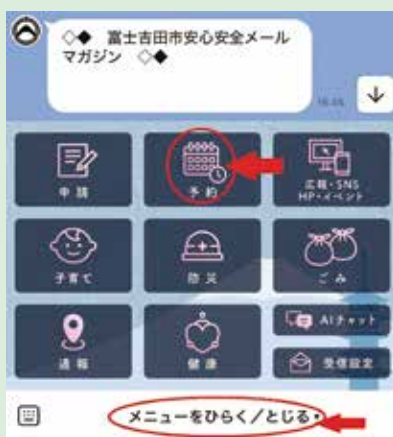 ◇◆　富士吉田市安心安全メール
マガジン　◇◆
申請
予約
広報・SNS
HP・イベント
子育て
防災
ごみ
通報
健康
AIチャット
受信設定
メニューをひらく／とじる